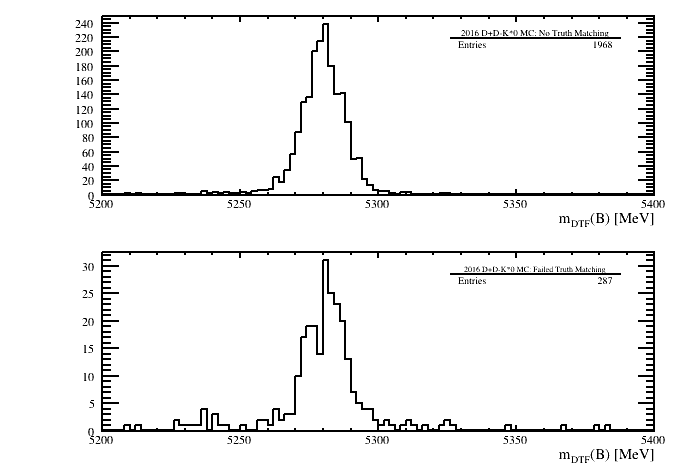 240
220
200
180
160
140
120
100
80
60
40
20
0
2016 D+D-K*0 MC: No Truth Matching
Entries 1968
5200 5250 5300 5350 5400
mDTF(B) [MeV]
30
25
20
15
10
5
0
2016 D+D-K*0 MC: Failed Truth Matching
Entries 287
5200 5250 5300 5350 5400
mDTF(B) [MeV]